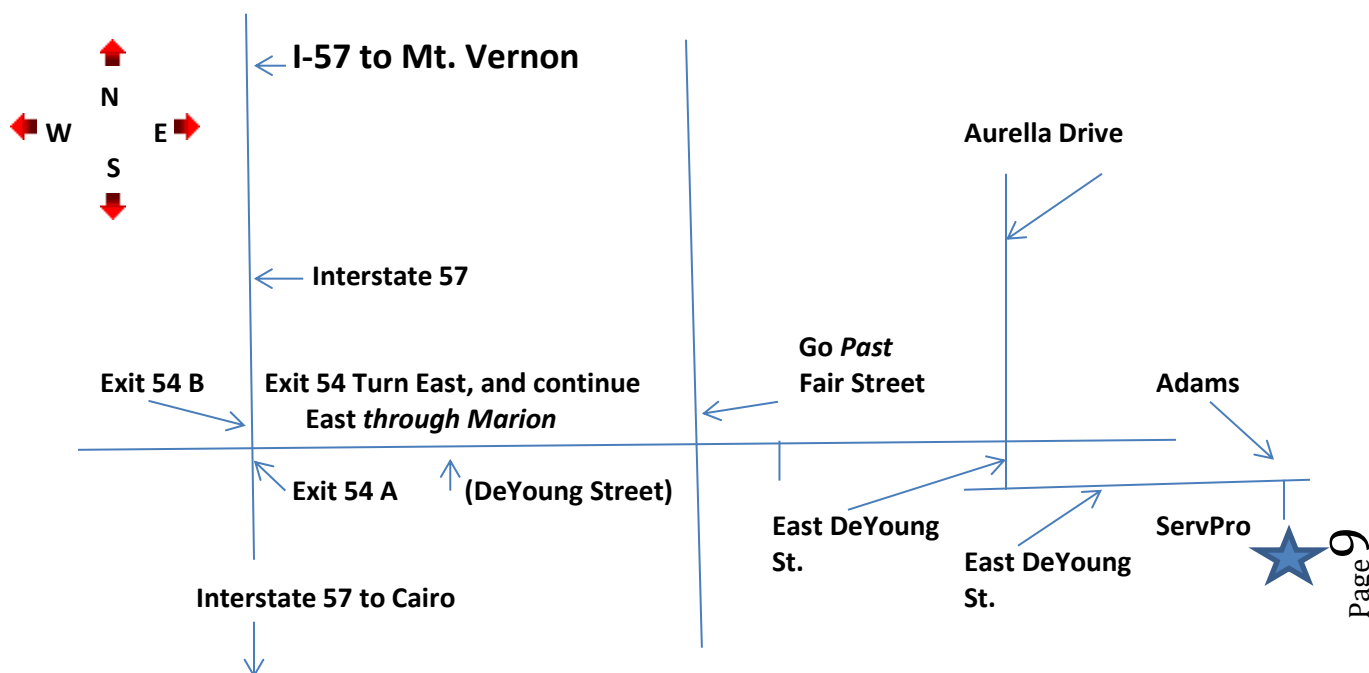 I-57 to Mt. Vernon
N
W E
S
Aurella Drive
Interstate 57
Go Past
Fair Street
Exit 54 B
Exit 54 Turn East, and continue
East through Marion
Adams
Exit 54 A
(DeYoung Street)
East DeYoung
St.
East DeYoung
St.
ServPro
Interstate 57 to Cairo
Page 9